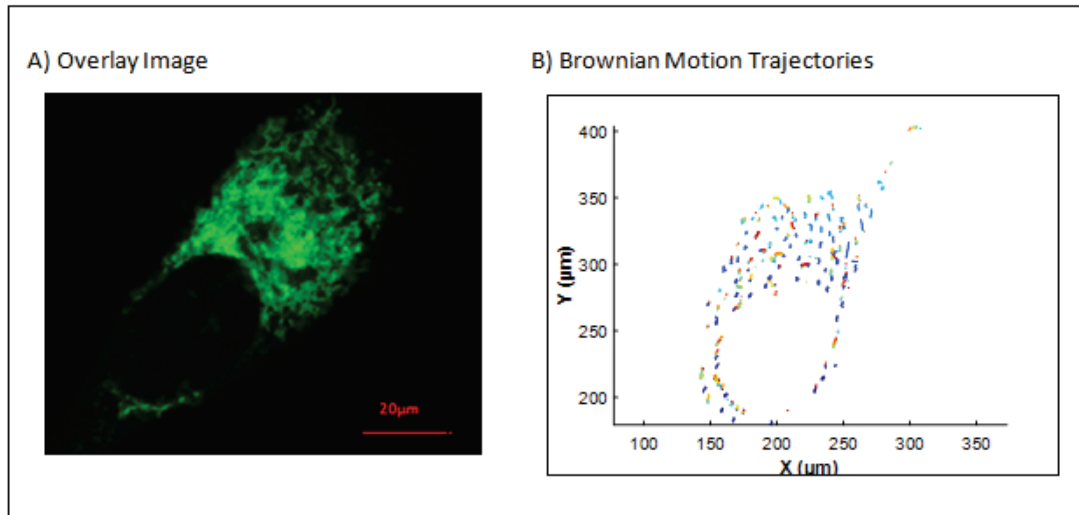 A) Overlay Image
20µm
B) Brownian Motion Trajectories
400
350
300
250
200
Y (µm)
100 150 200 250 300 350
X (µm)